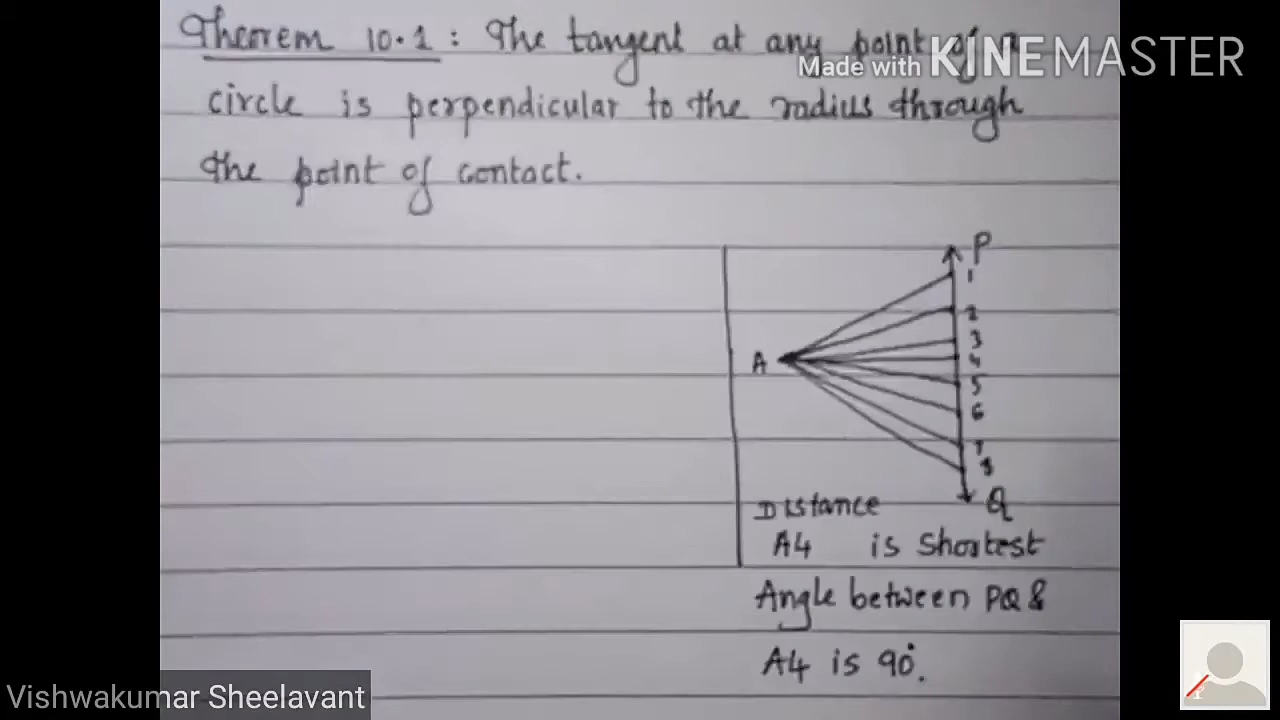 Theorem 10.1 : The tangent at any point of a
Made with KINEMASTER
circle is perpendicular to the radius through
the point of contact.
P
1
2
3
A
4
5
6
7
8
Q
Distance
A4 is shortest
Angle between PQ &
A4 is 90°.
Vishwakumar Sheelavant